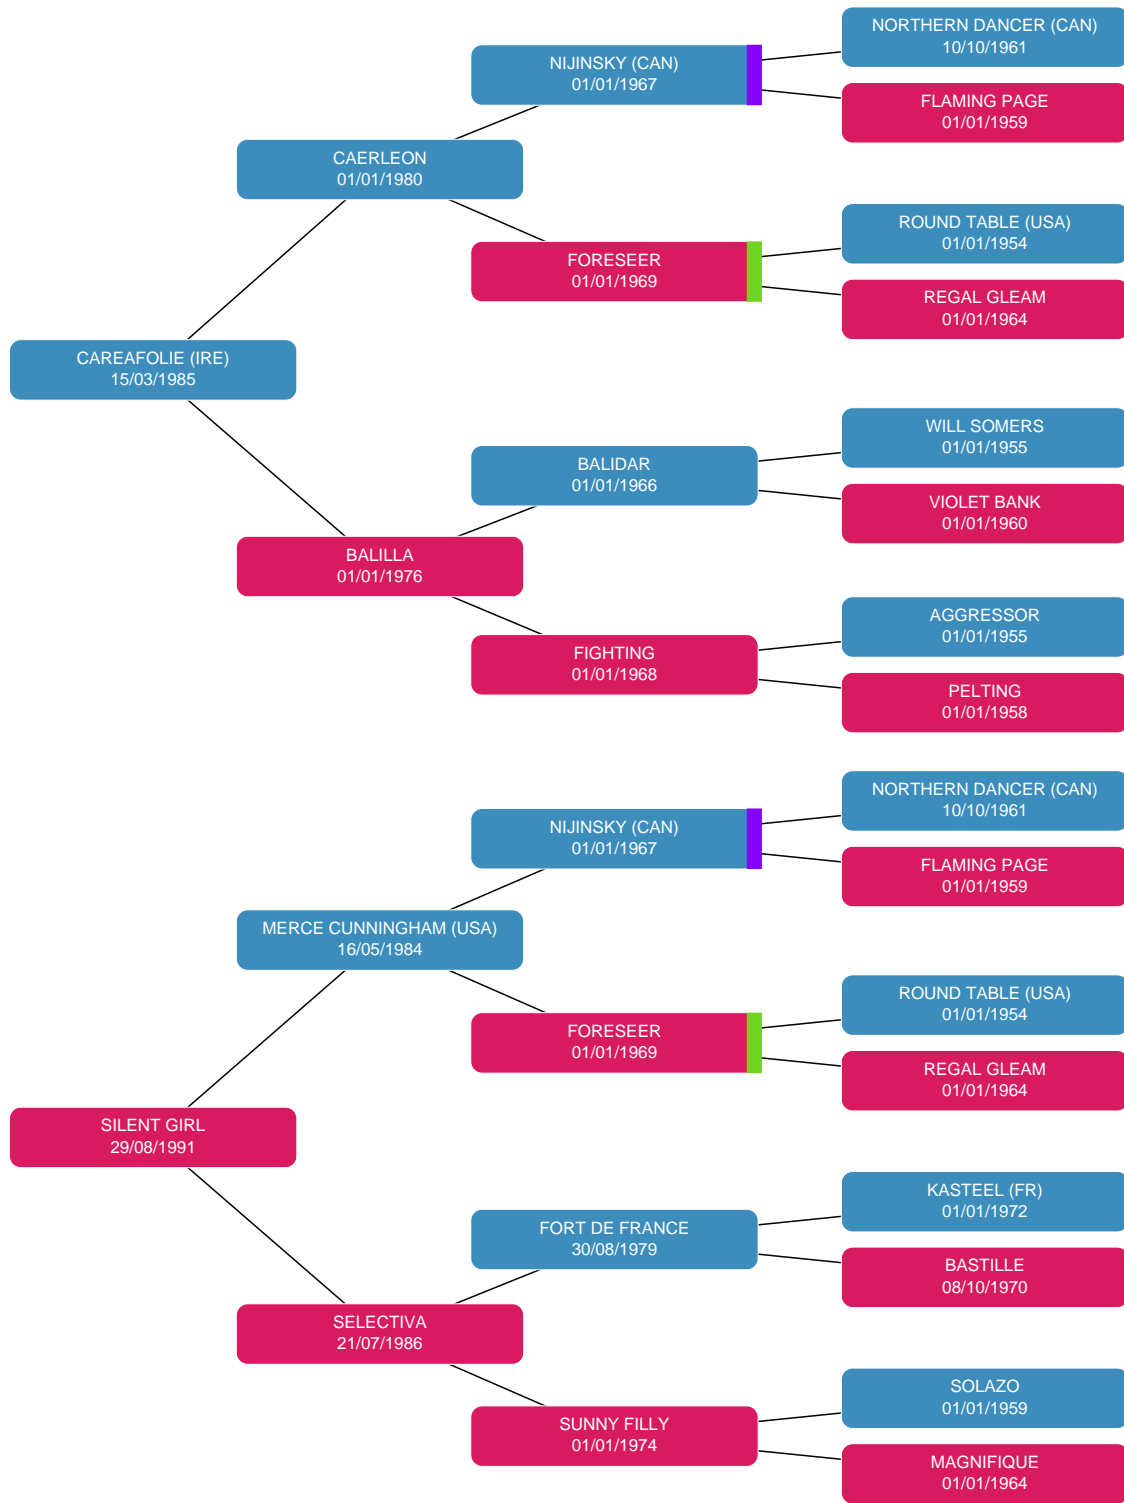 NORTHERN DANCER (CAN)
10/10/1961
NIJINSKY (CAN)
01/01/1967
FLAMING PAGE
01/01/1959
CAERLEON
01/01/1980
ROUND TABLE (USA)
01/01/1954
FORESEER
01/01/1969
REGAL GLEAM
01/01/1964
CAREAFOLIE (IRE)
15/03/1985
WILL SOMERS
01/01/1955
BALIDAR
01/01/1966
VIOLET BANK
01/01/1960
BALILLA
01/01/1976
AGGRESSOR
01/01/1955
FIGHTING
01/01/1968
PELTING
01/01/1958
NORTHERN DANCER (CAN)
10/10/1961
NIJINSKY (CAN)
01/01/1967
FLAMING PAGE
01/01/1959
MERCE CUNNINGHAM (USA)
16/05/1984
ROUND TABLE (USA)
01/01/1954
FORESEER
01/01/1969
REGAL GLEAM
01/01/1964
SILENT GIRL
29/08/1991
KASTEEL (FR)
01/01/1972
FORT DE FRANCE
30/08/1979
BASTILLE
08/10/1970
SELECTIVA
21/07/1986
SOLAZO
01/01/1959
SUNNY FILLY
01/01/1974
MAGNIFIQUE
01/01/1964